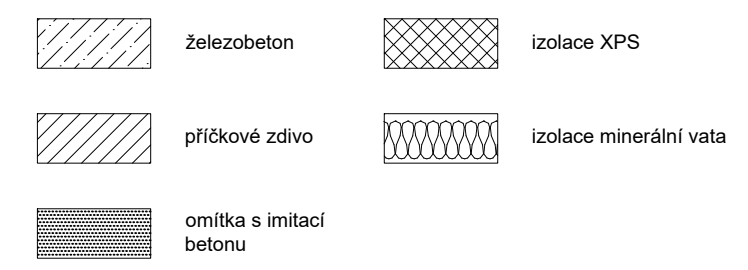 železobeton
izolace XPS
příčkové zdivo
izolace minerální vata
omítka s imitací
betonu